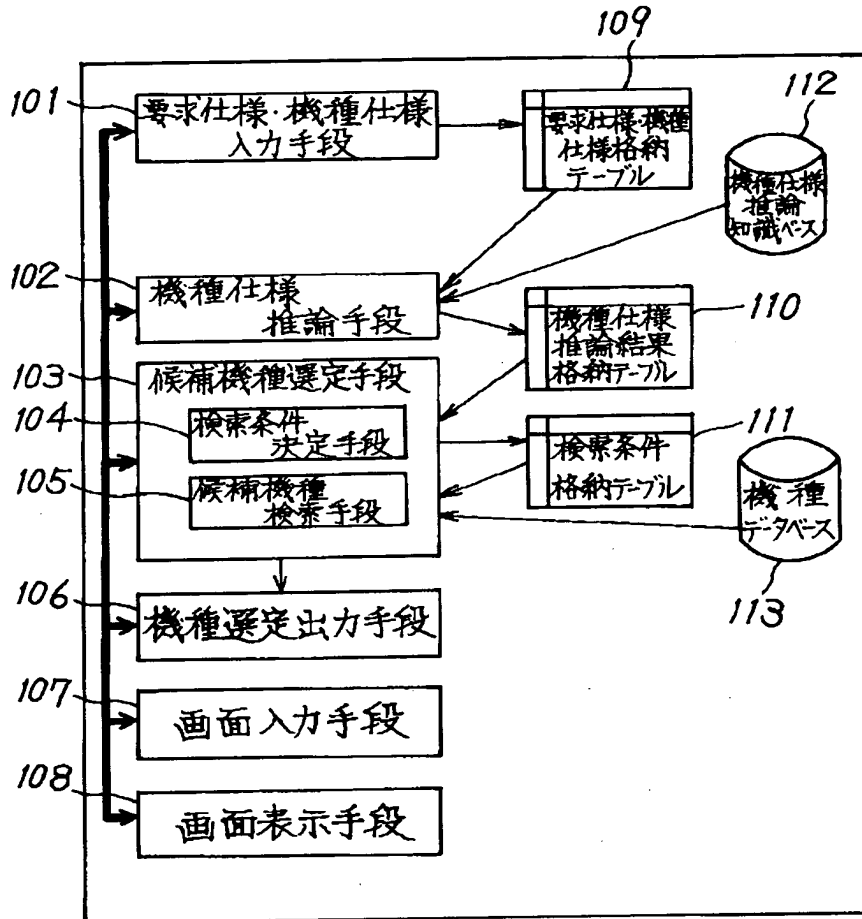 109
101
要求仕様・機種仕様
入力手段
要求仕様・機種
仕様格納
テーブル
112
機種仕様
推論
知識ベース
102
機種仕様
推論手段
機種仕様
推論結果
格納テーブル
110
103
候補機種選定手段
104
検索条件
決定手段
検索条件
格納テーブル
111
105
候補機種
検索手段
機種
データベース
113
106
機種選定出力手段
107
画面入力手段
108
画面表示手段